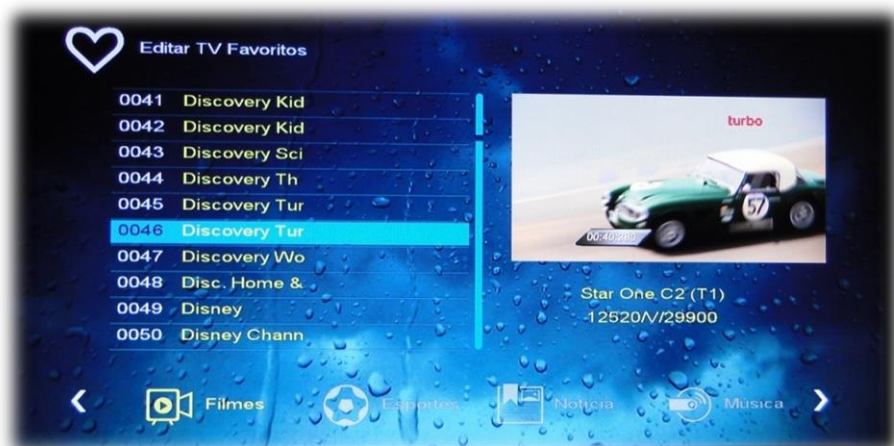 Editar TV Favoritos
0041 Discovery Kid
0042 Discovery Kid
0043 Discovery Sci
0044 Discovery Th
0045 Discovery Tur
0046 Discovery Tur
0047 Discovery Wo
0048 Disc. Home &
0049 Disney
0050 Disney Chann
turbo
57
Star One C2 (T1)
12520/V/29900
Filmes Esportes Notícia Música